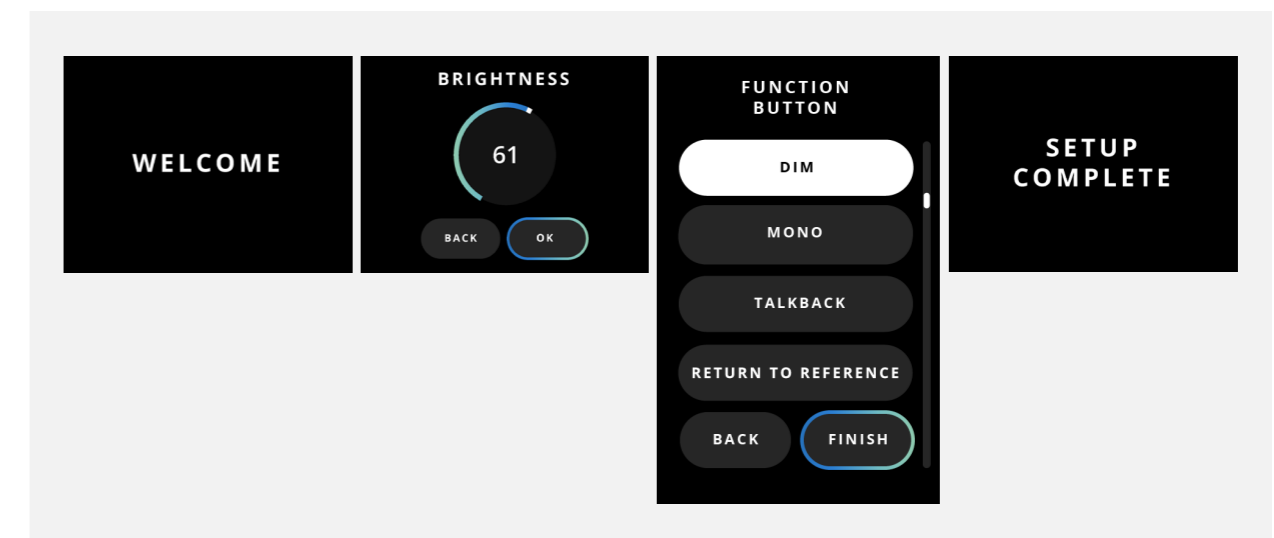 WELCOME
BRIGHTNESS
61
BACK
OK
FUNCTION
BUTTON
DIM
MONO
TALKBACK
RETURN TO REFERENCE
BACK
FINISH
SETUP
COMPLETE